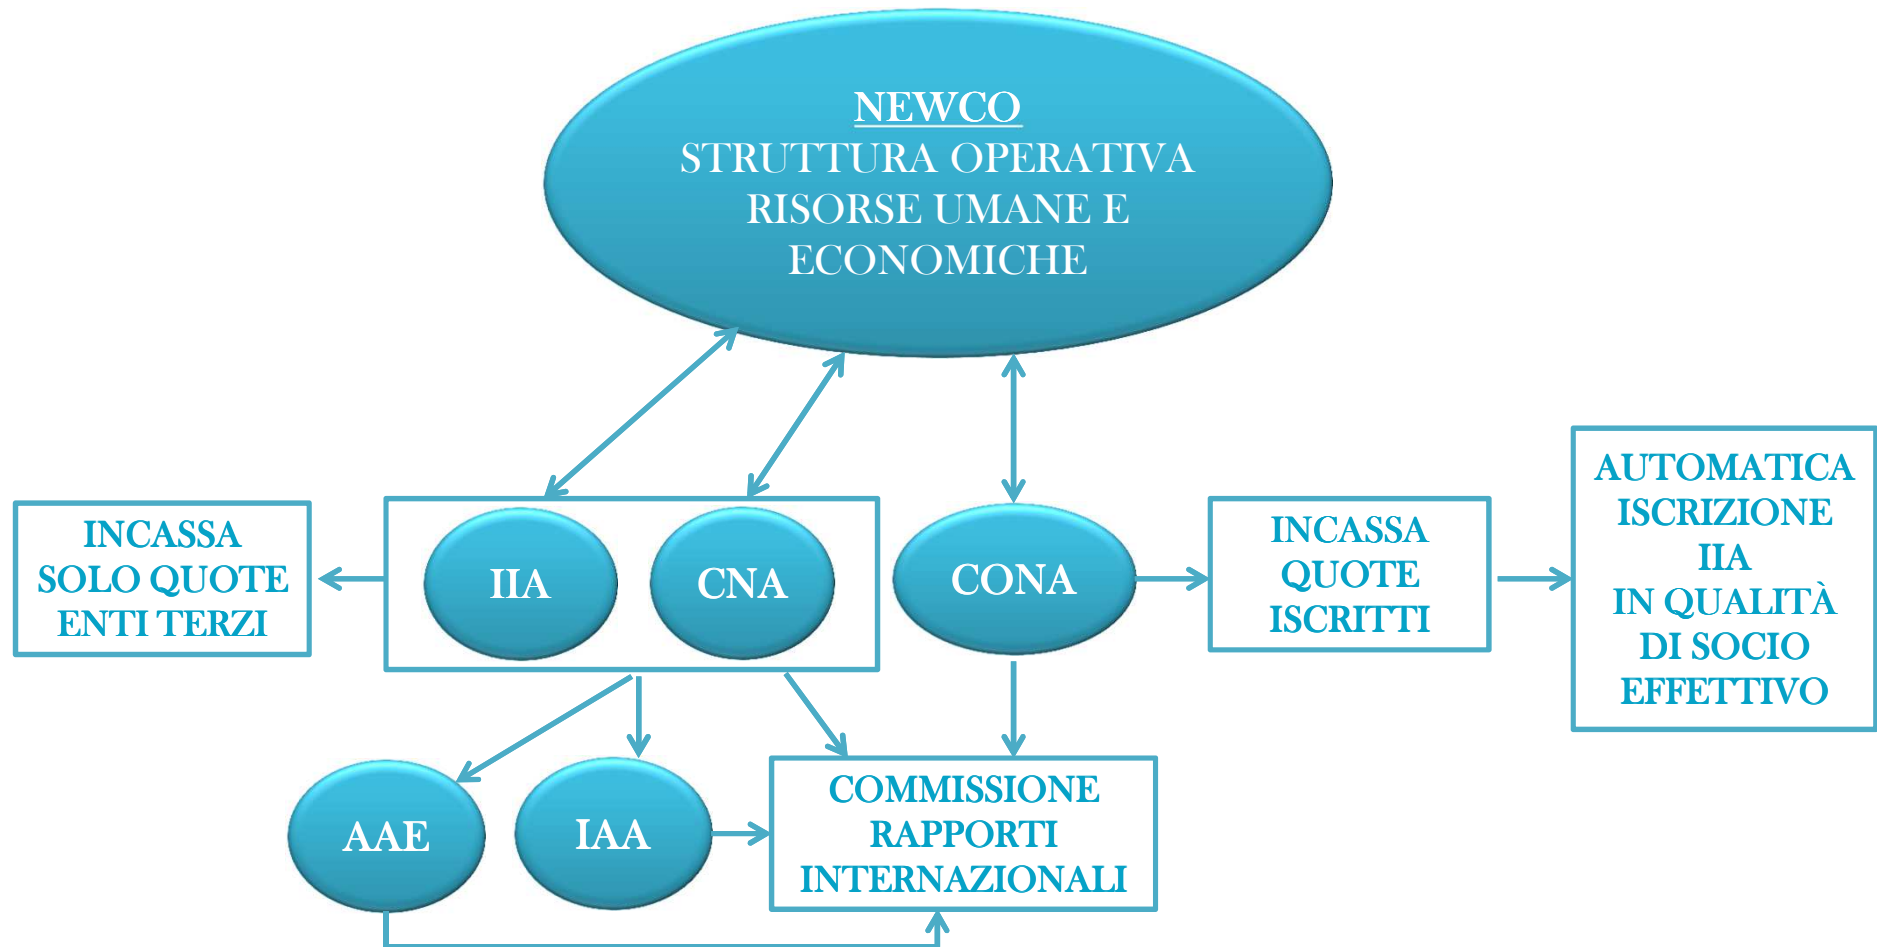 NEWCO
STRUTTURA OPERATIVA
RISORSE UMANE E
ECONOMICHE
INCASSA
SOLO QUOTE
ENTI TERZI
IIA
CNA
CONA
INCASSA
QUOTE
ISCRITTI
AUTOMATICA
ISCRIZIONE
IIA
IN QUALITÀ
DI SOCIO
EFFETTIVO
AAE
IAA
COMMISSIONE
RAPPORTI
INTERNAZIONALI